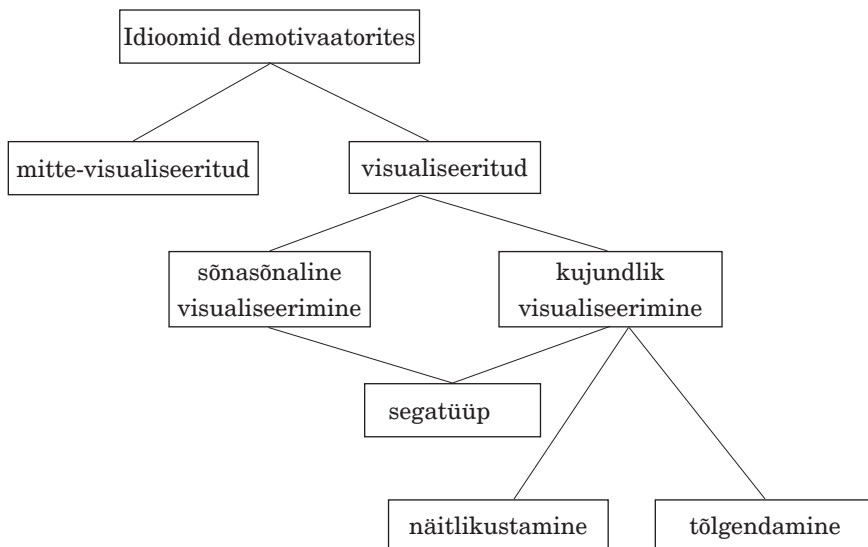 Idioomid demotivaatorites
mitte-visualiseeritud
visualiseeritud
sõnasõnaline
visualiseerimine
kujundlik
visualiseerimine
segatüüp
näitlikustamine
tõlgendamine